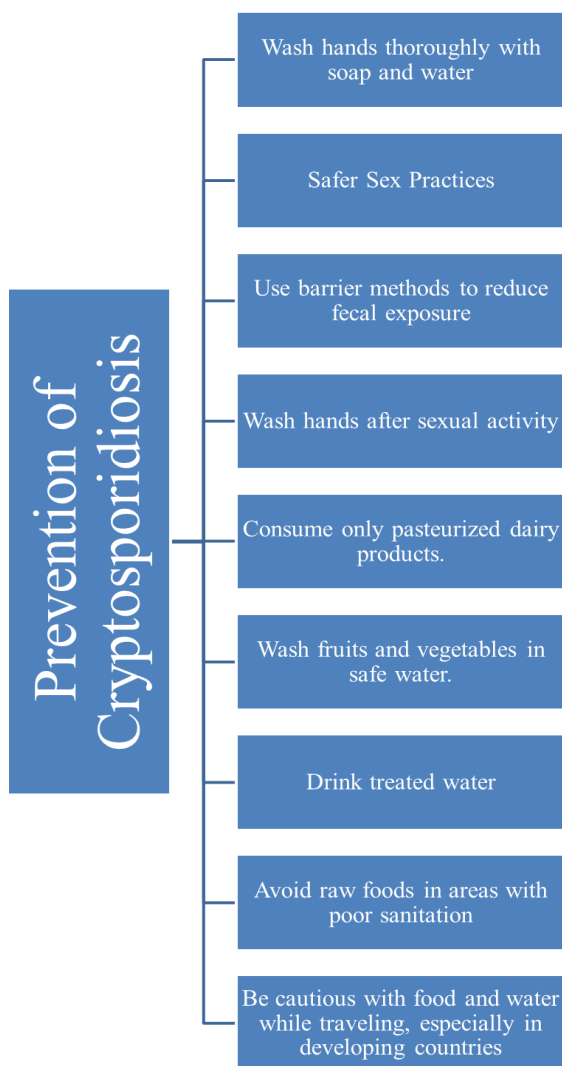 Prevention of
Cryptosporidiosis
Wash hands thoroughly with
soap and water
Safer Sex Practices
Use barrier methods to reduce
fecal exposure
Wash hands after sexual activity
Consume only pasteurized dairy
products.
Wash fruits and vegetables in
safe water.
Drink treated water
Avoid raw foods in areas with
poor sanitation
Be cautious with food and water
while traveling, especially in
developing countries